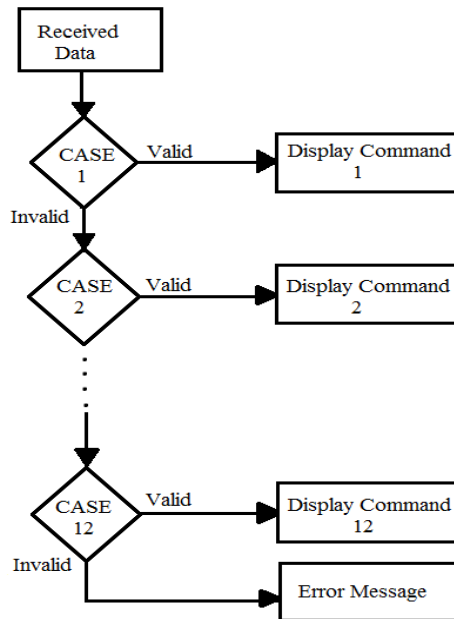 Received
Data
CASE
1
Valid
Display Command
1
Invalid
CASE
2
Valid
Display Command
2
CASE
12
Valid
Display Command
12
Invalid
Error Message